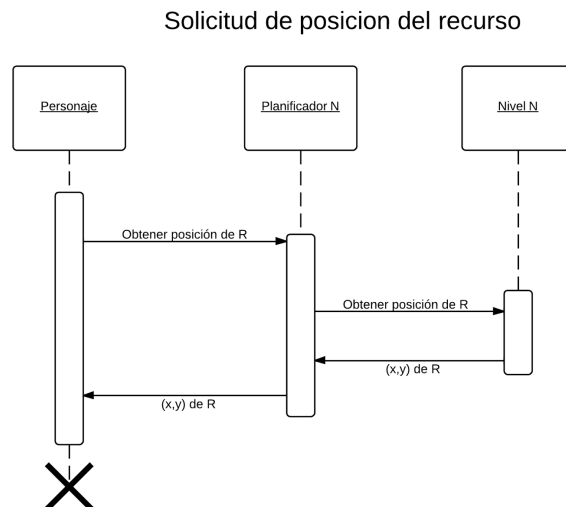 Solicitud de posicion del recurso
Personaje
Planificador N
Nivel N
Obtener posición de R
Obtener posición de R
(x,y) de R
(x,y) de R